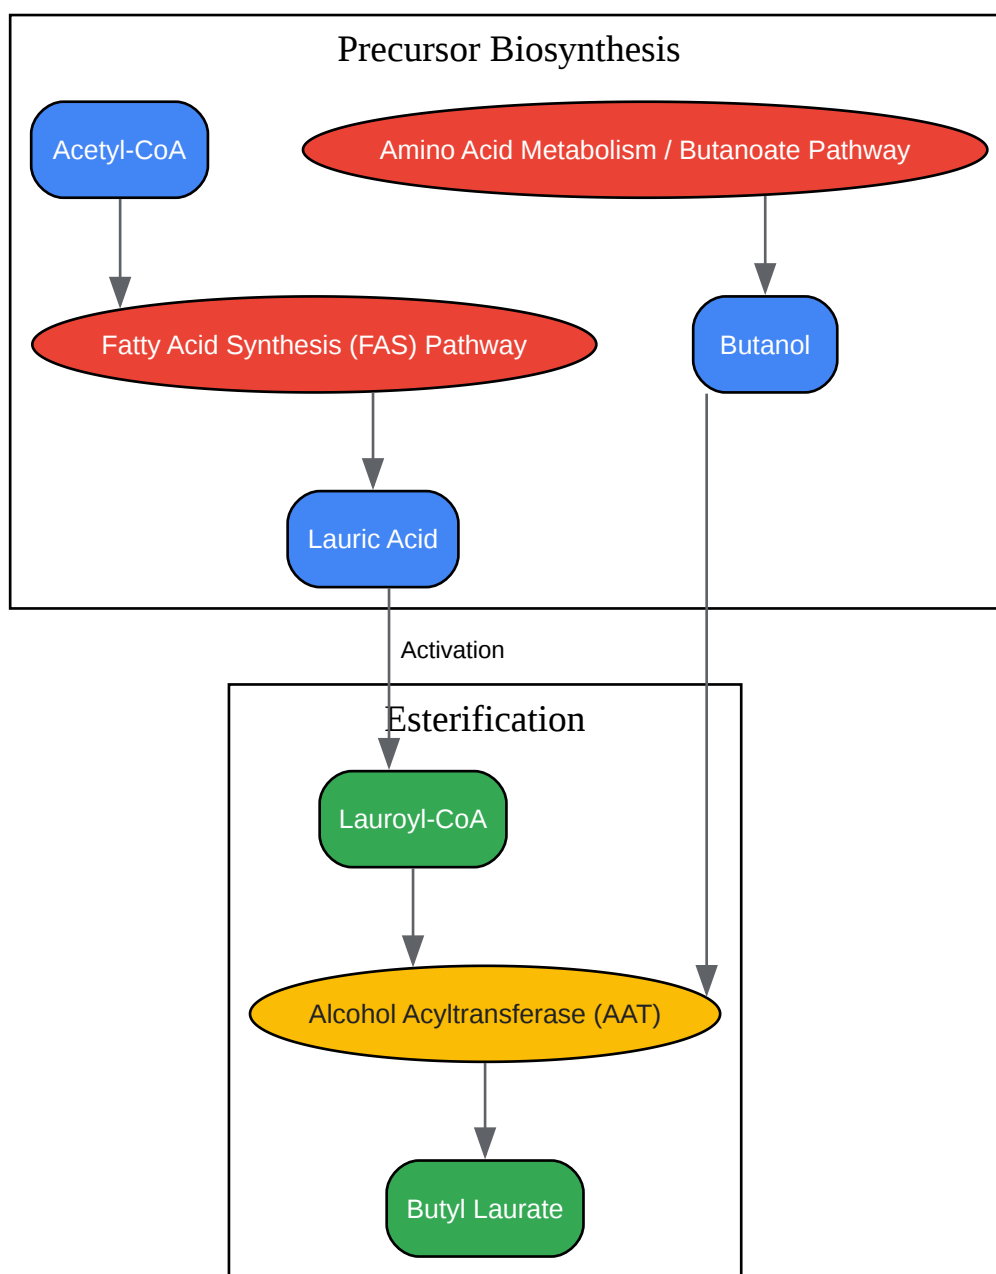 Precursor Biosynthesis
Acetyl-CoA
Amino Acid Metabolism / Butanoate Pathway
Fatty Acid Synthesis (FAS) Pathway
Butanol
Lauric Acid
Activation
Esterification
Lauroyl-CoA
Alcohol Acyltransferase (AAT)
Butyl Laurate